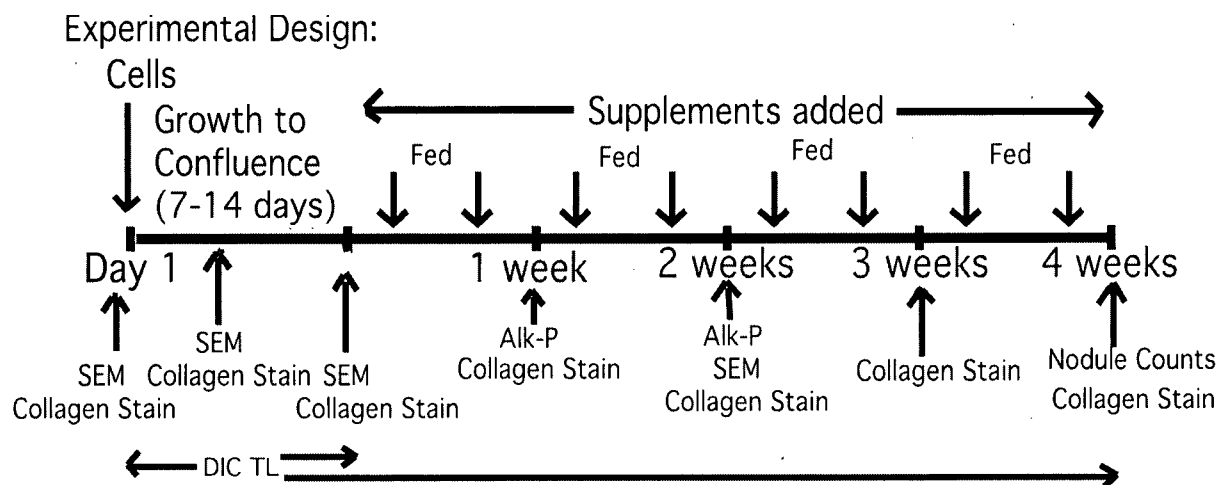 Experimental Design:
Cells
Growth to
Confluence
(7-14 days)
Supplements added
Fed
Fed
Fed
Fed
Day 1
1 week
2 weeks
3 weeks
4 weeks
SEM
Collagen Stain
SEM
Collagen Stain
SEM
Collagen Stain
Alk-P
Collagen Stain
Alk-P
SEM
Collagen Stain
Collagen Stain
Nodule Counts
Collagen Stain
DIC TL